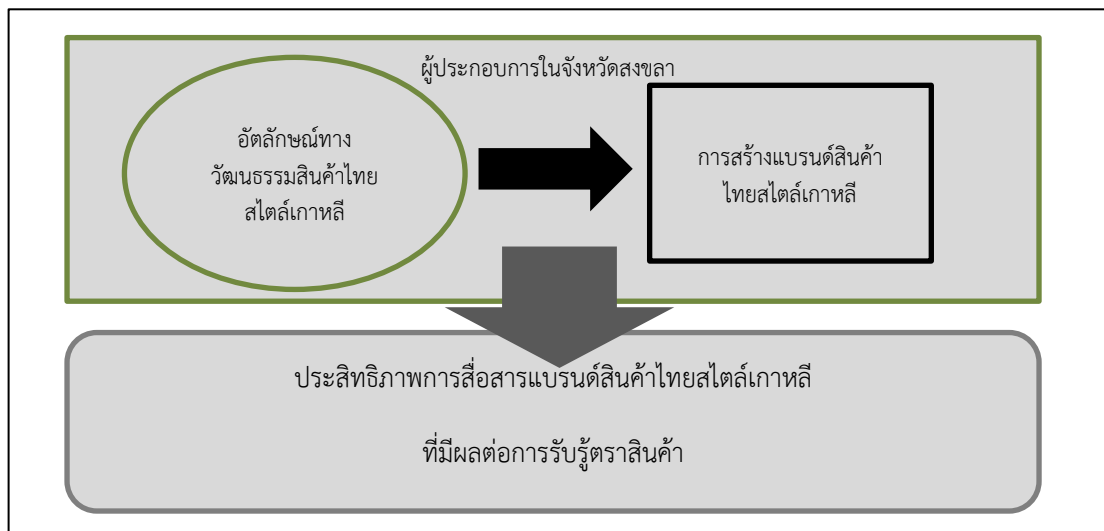 ผู้ประกอบการในจังหวัดสงขลา
อัตลักษณ์ทาง
วัฒนธรรมสินค้าไทย
สไตล์เกาหลี
การสร้างแบรนด์สินค้า
ไทยสไตล์เกาหลี
ประสิทธิภาพการสื่อสารแบรนด์สินค้าไทยสไตล์เกาหลี
ที่มีผลต่อการรับรู้ตราสินค้า